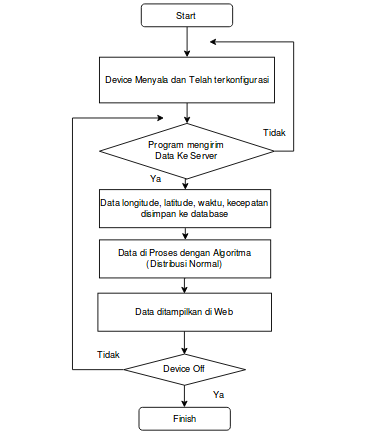 Start
Device Menyala dan Telah terkonfigurasi
Tidak
Program mengirim
Data Ke Server
Ya
Data longitude, latitude, waktu, kecepatan
disimpan ke database
Data di Proses dengan Algoritma
(Distribusi Normal)
Data ditampilkan di Web
Tidak
Device Off
Ya
Finish